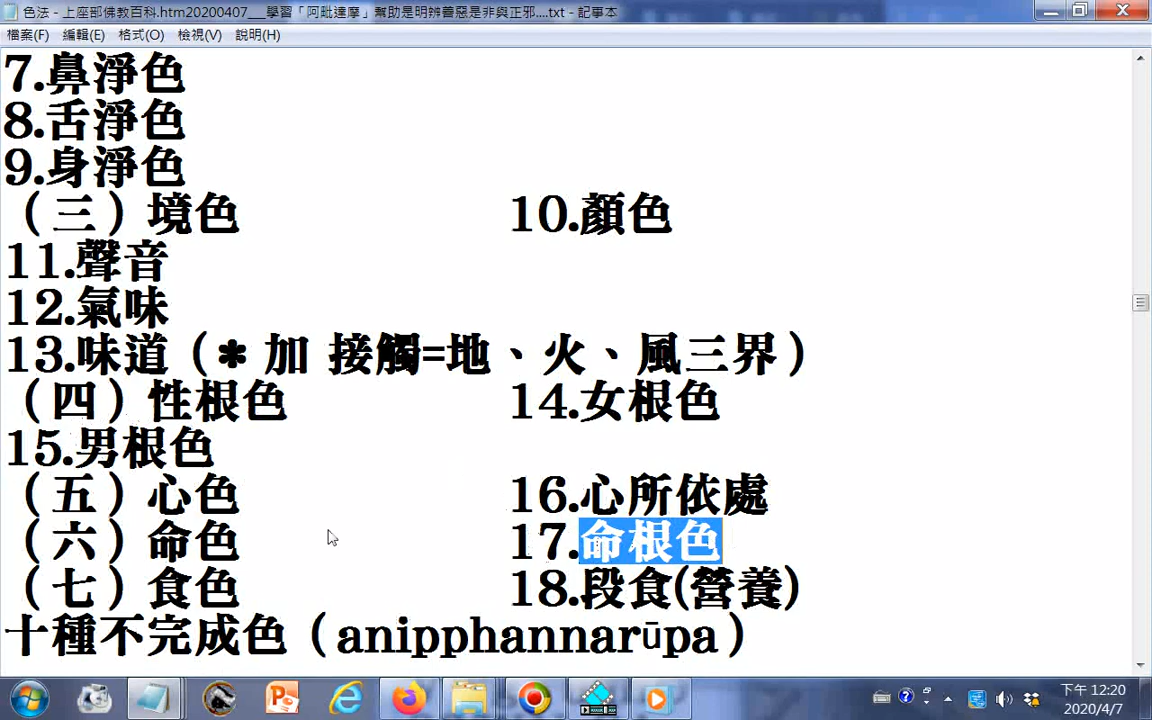 色法 - 上座部佛教百科.htm20200407___學習「阿毗達摩」幫助是明辨善惡是非與正邪....txt - 記事本
檔案(F) 編輯(E) 格式(O) 檢視(V) 說明(H)
7.鼻淨色
8.舌淨色
9.身淨色
（三）境色 10.顏色
11.聲音
12.氣味
13.味道（* 加 接觸=地、火、風三界）
（四）性根色 14.女根色
15.男根色
（五）心色 16.心所依處
（六）命色 17.命根色
（七）食色 18.段食(營養)
十種不完成色（anipphannarūpa）
下午 12:20
2020/4/7